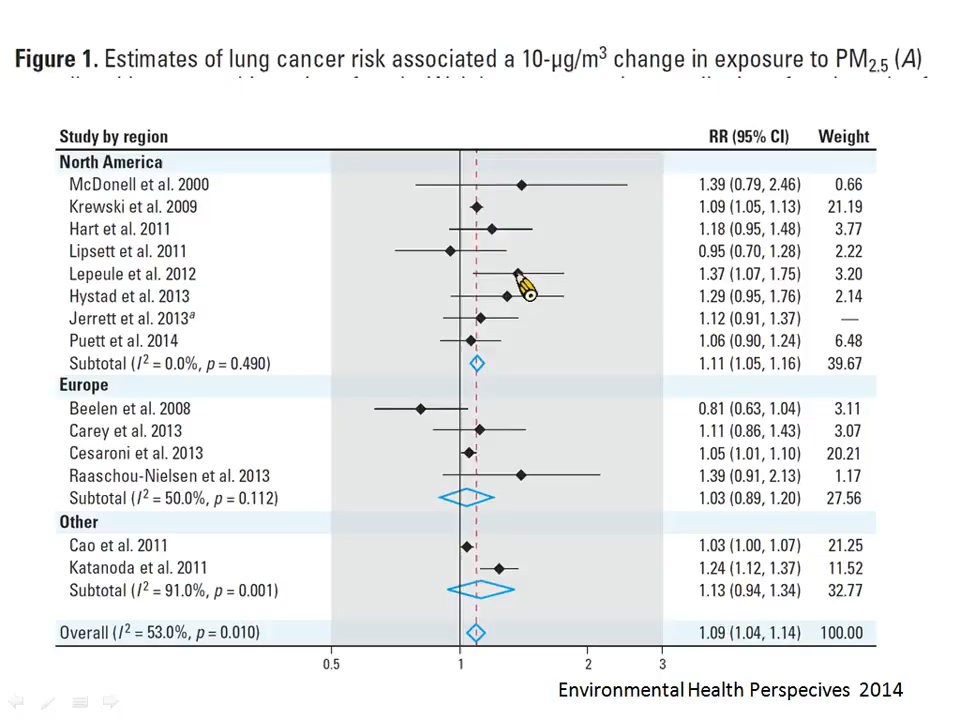 Figure 1. Estimates of lung cancer risk associated a 10-µg/m³ change in exposure to PM2.5 (A)
Study by region RR (95% CI) Weight
North America
McDonell et al. 2000 1.39 (0.79, 2.46) 0.66
Krewski et al. 2009 1.09 (1.05, 1.13) 21.19
Hart et al. 2011 1.18 (0.95, 1.48) 3.77
Lipsett et al. 2011 0.95 (0.70, 1.28) 2.22
Lepeule et al. 2012 1.37 (1.07, 1.75) 3.20
Hystad et al. 2013 1.29 (0.95, 1.76) 2.14
Jerrett et al. 2013a 1.12 (0.91, 1.37) —
Puett et al. 2014 1.06 (0.90, 1.24) 6.48
Subtotal (I² = 0.0%, p = 0.490) 1.11 (1.05, 1.16) 39.67
Europe
Beelen et al. 2008 0.81 (0.63, 1.04) 3.11
Carey et al. 2013 1.11 (0.86, 1.43) 3.07
Cesaroni et al. 2013 1.05 (1.01, 1.10) 20.21
Raaschou-Nielsen et al. 2013 1.39 (0.91, 2.13) 1.17
Subtotal (I² = 50.0%, p = 0.112) 1.03 (0.89, 1.20) 27.56
Other
Cao et al. 2011 1.03 (1.00, 1.07) 21.25
Katanoda et al. 2011 1.24 (1.12, 1.37) 11.52
Subtotal (I² = 91.0%, p = 0.001) 1.13 (0.94, 1.34) 32.77
Overall (I² = 53.0%, p = 0.010) 1.09 (1.04, 1.14) 100.00
0.5 1 2 3
Environmental Health Perspecives 2014